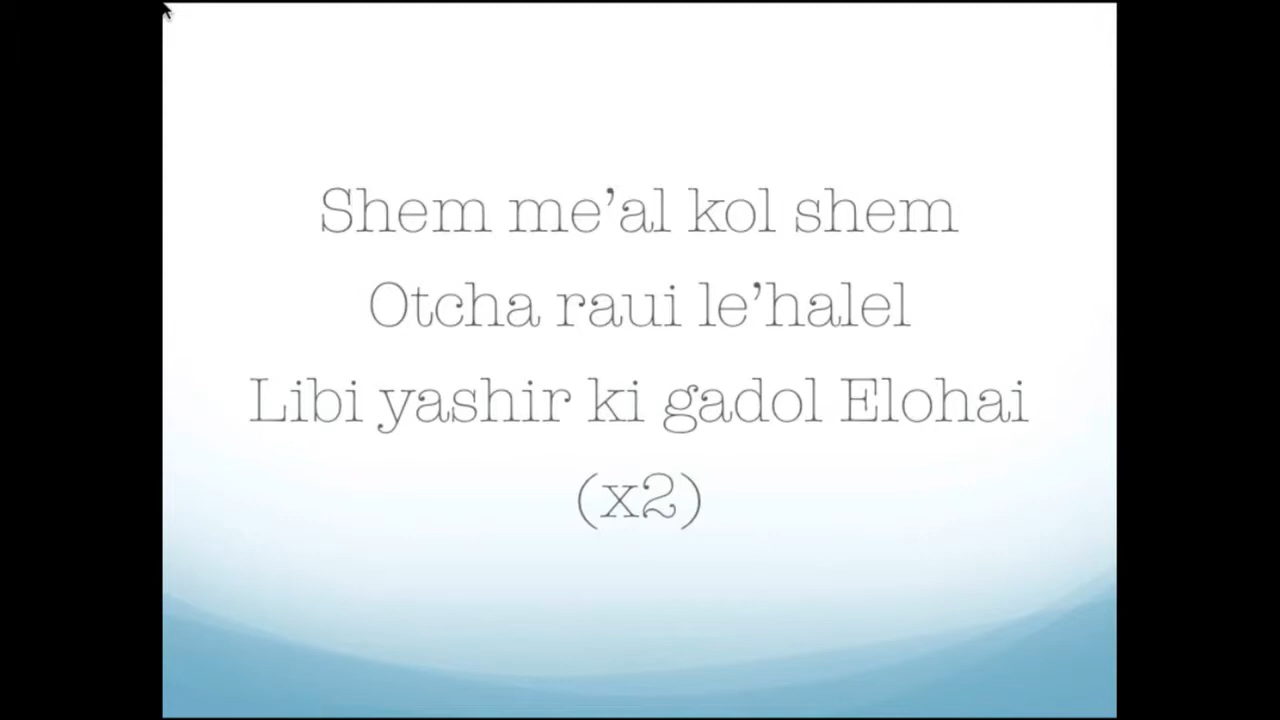 Shem me’al kol shem
Otcha raui le’halel
Libi yashir ki gadol Elohai
(x2)